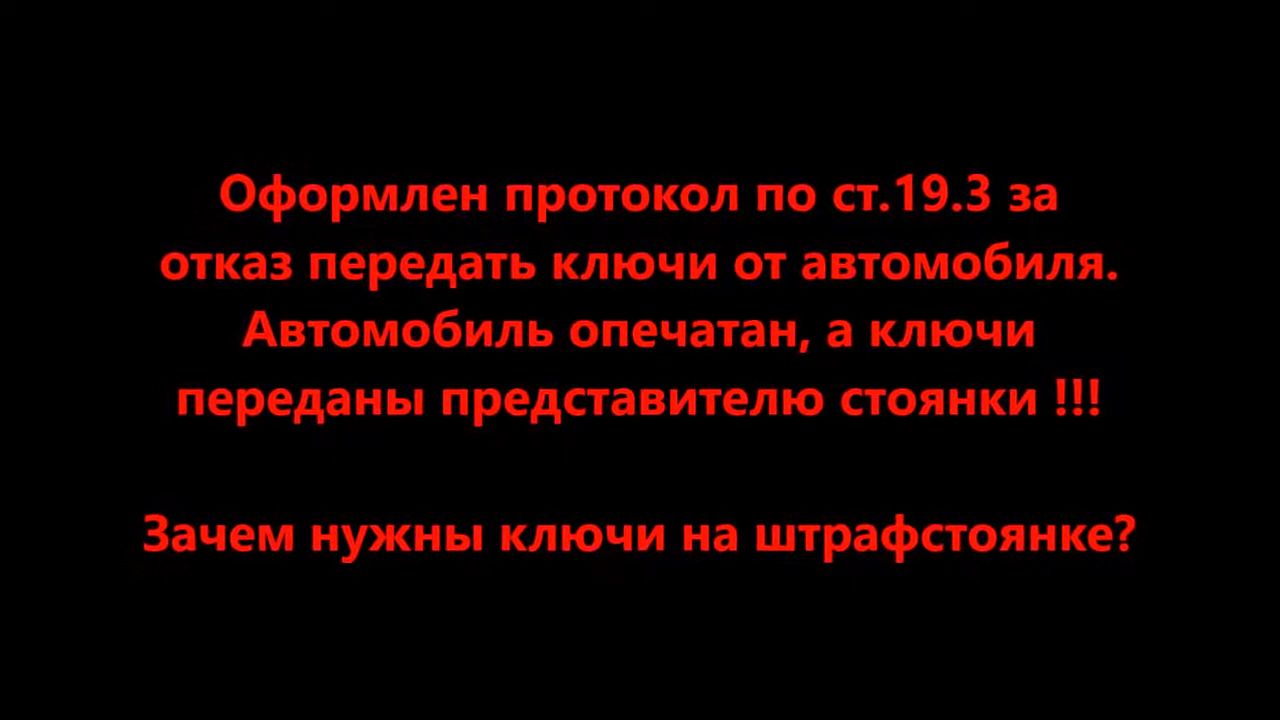 Оформлен протокол по ст.19.3 за
отказ передать ключи от автомобиля.
Автомобиль опечатан, а ключи
переданы представителю стоянки !!!
Зачем нужны ключи на штрафстоянке?